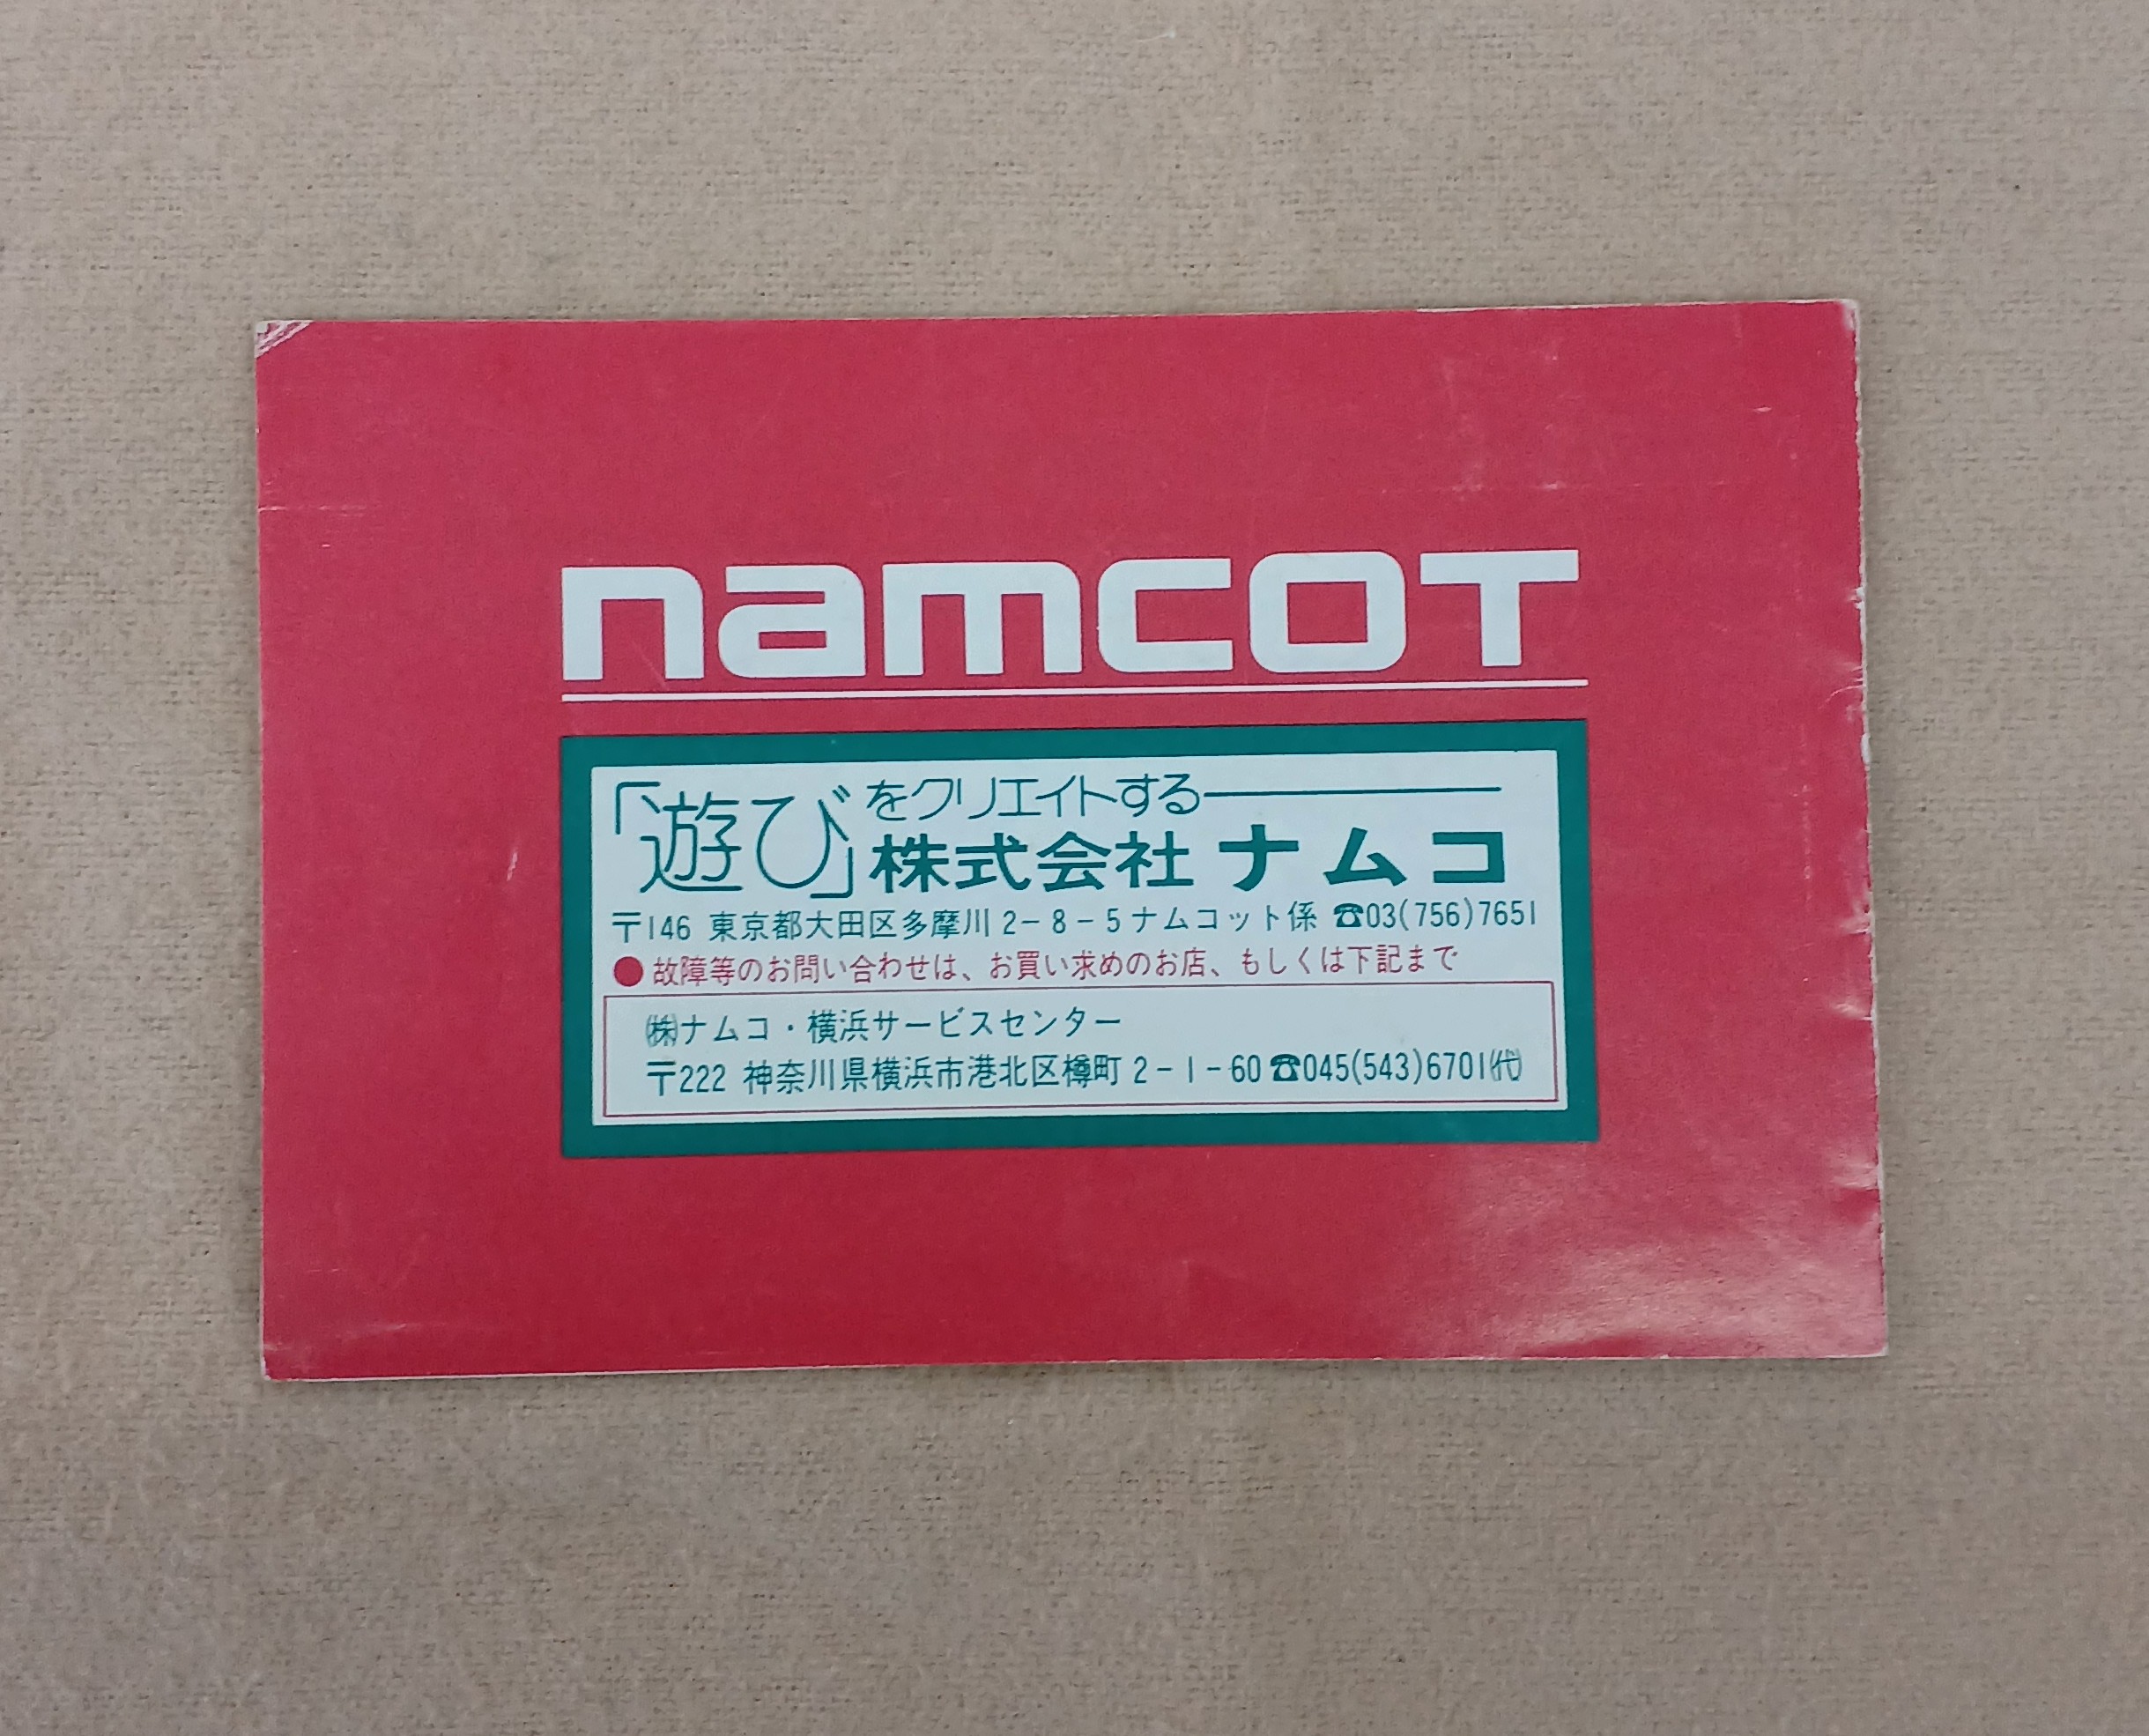 namcot
「遊び」をクリエイトする――
株式会社 ナムコ
〒146 東京都大田区多摩川2-8-5ナムコット係 ☎03(756)7651
●故障等のお問い合わせは、お買い求めのお店、もしくは下記まで
㈱ナムコ・横浜サービスセンター
〒222 神奈川県横浜市港北区樽町2-1-60☎045(543)6701㈹